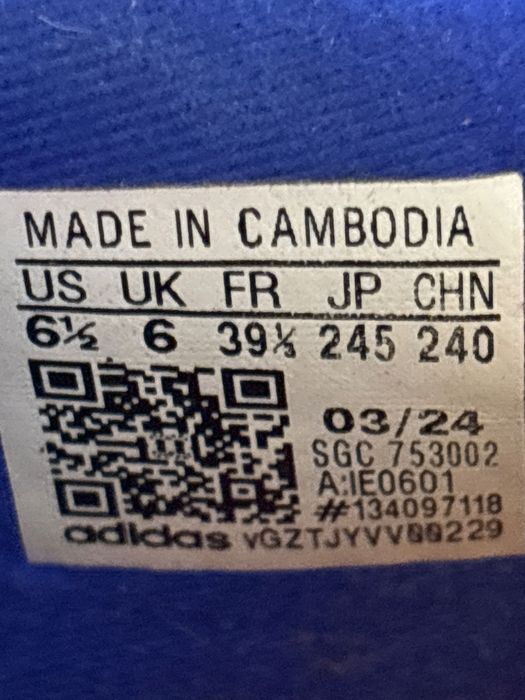 MADE IN CAMBODIA
US UK FR JP CHN
6½ 6 39⅓ 245 240
03/24
SGC 753002
A:IE0601
#134097118
adidas VGZTJYVV00229